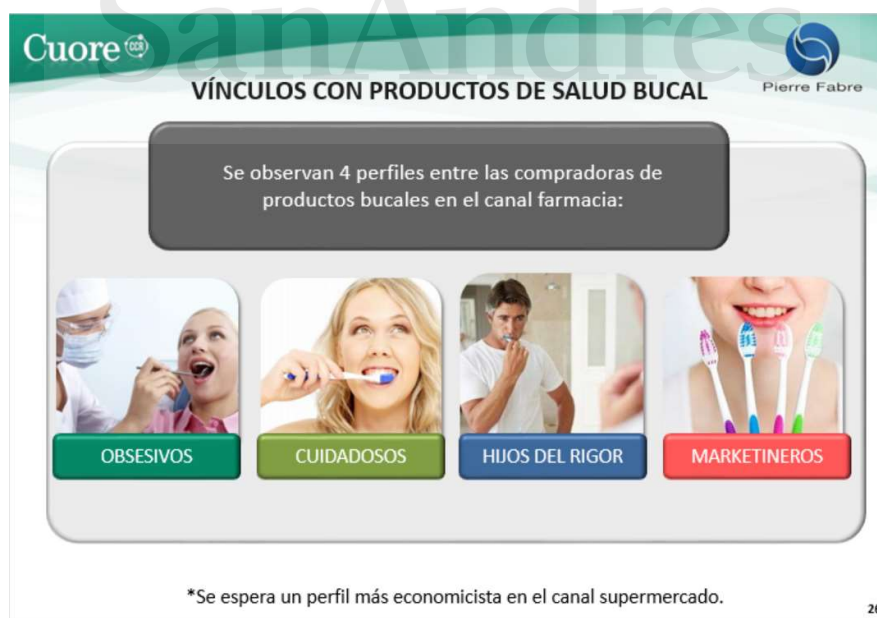 SanAndres
Cuore CCR
Pierre Fabre
VÍNCULOS CON PRODUCTOS DE SALUD BUCAL
Se observan 4 perfiles entre las compradoras de
productos bucales en el canal farmacia:
OBSESIVOS
CUIDADOSOS
HIJOS DEL RIGOR
MARKETINEROS
*Se espera un perfil más economicista en el canal supermercado.
26